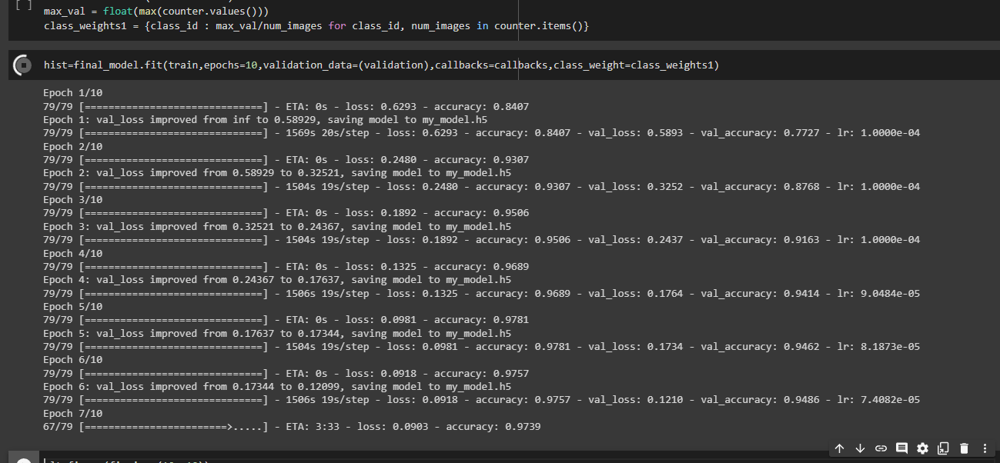 [ ]
max_val = float(max(counter.values()))
class_weights1 = {class_id : max_val/num_images for class_id, num_images in counter.items()}
hist=final_model.fit(train,epochs=10,validation_data=(validation),callbacks=callbacks,class_weight=class_weights1)
Epoch 1/10
79/79 [==============================] - ETA: 0s - loss: 0.6293 - accuracy: 0.8407
Epoch 1: val_loss improved from inf to 0.58929, saving model to my_model.h5
79/79 [==============================] - 1569s 20s/step - loss: 0.6293 - accuracy: 0.8407 - val_loss: 0.5893 - val_accuracy: 0.7727 - lr: 1.0000e-04
Epoch 2/10
79/79 [==============================] - ETA: 0s - loss: 0.2480 - accuracy: 0.9307
Epoch 2: val_loss improved from 0.58929 to 0.32521, saving model to my_model.h5
79/79 [==============================] - 1504s 19s/step - loss: 0.2480 - accuracy: 0.9307 - val_loss: 0.3252 - val_accuracy: 0.8768 - lr: 1.0000e-04
Epoch 3/10
79/79 [==============================] - ETA: 0s - loss: 0.1892 - accuracy: 0.9506
Epoch 3: val_loss improved from 0.32521 to 0.24367, saving model to my_model.h5
79/79 [==============================] - 1504s 19s/step - loss: 0.1892 - accuracy: 0.9506 - val_loss: 0.2437 - val_accuracy: 0.9163 - lr: 1.0000e-04
Epoch 4/10
79/79 [==============================] - ETA: 0s - loss: 0.1325 - accuracy: 0.9689
Epoch 4: val_loss improved from 0.24367 to 0.17637, saving model to my_model.h5
79/79 [==============================] - 1506s 19s/step - loss: 0.1325 - accuracy: 0.9689 - val_loss: 0.1764 - val_accuracy: 0.9414 - lr: 9.0484e-05
Epoch 5/10
79/79 [==============================] - ETA: 0s - loss: 0.0981 - accuracy: 0.9781
Epoch 5: val_loss improved from 0.17637 to 0.17344, saving model to my_model.h5
79/79 [==============================] - 1504s 19s/step - loss: 0.0981 - accuracy: 0.9781 - val_loss: 0.1734 - val_accuracy: 0.9462 - lr: 8.1873e-05
Epoch 6/10
79/79 [==============================] - ETA: 0s - loss: 0.0918 - accuracy: 0.9757
Epoch 6: val_loss improved from 0.17344 to 0.12099, saving model to my_model.h5
79/79 [==============================] - 1506s 19s/step - loss: 0.0918 - accuracy: 0.9757 - val_loss: 0.1210 - val_accuracy: 0.9486 - lr: 7.4082e-05
Epoch 7/10
67/79 [========================>.....] - ETA: 3:33 - loss: 0.0903 - accuracy: 0.9739